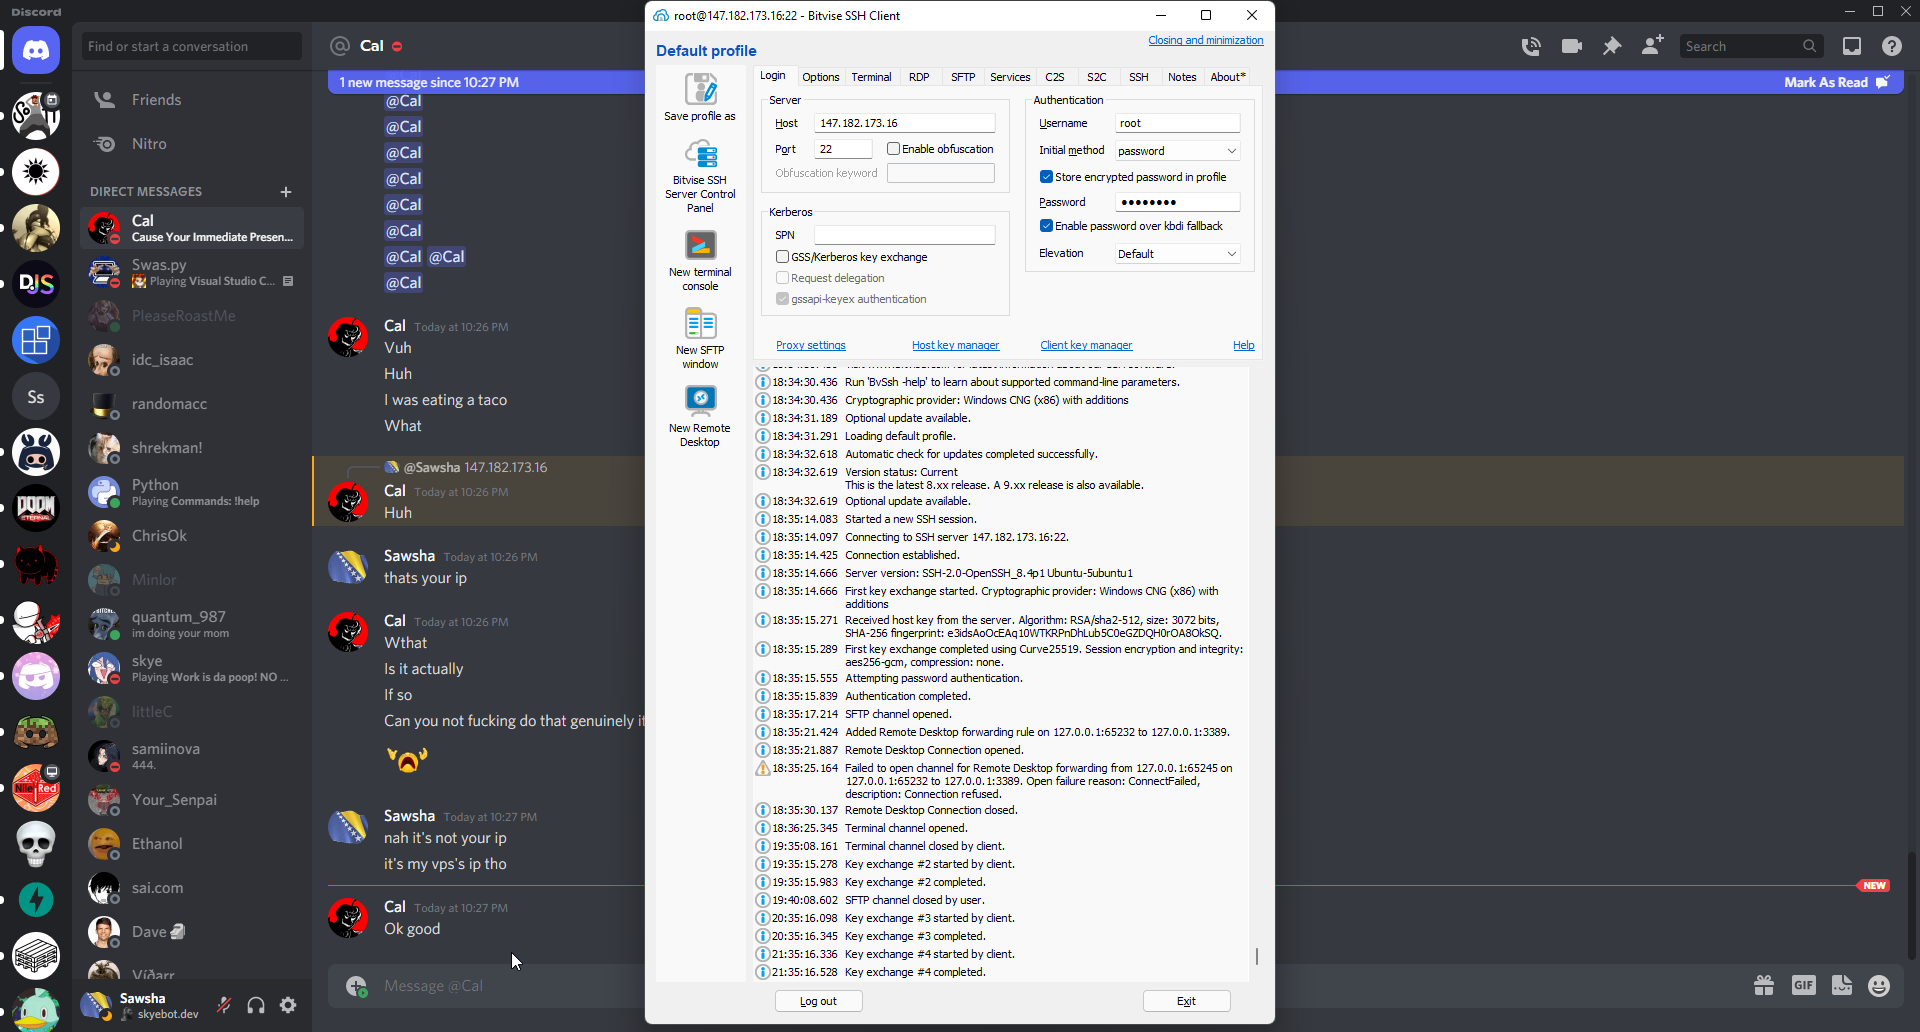 Discord
Find or start a conversation
Friends
Nitro
DIRECT MESSAGES
Cal
Cause Your Immediate Presen...
Swas.py
Playing Visual Studio C...
PleaseRoastMe
idc_isaac
randomacc
shrekman!
Python
Playing Commands: !help
ChrisOk
Minlor
quantum_987
im doing your mom
skye
Playing Work is da poop! NO ...
littleC
samiinova
444.
Your_Senpai
Ethanol
sai.com
Dave
Víðarr
Sawsha
skyebot.dev
DJS
Ss
DOOM
ETERNAL
Nile Red
Cal
Search
1 new message since 10:27 PM
Mark As Read
@Cal
@Cal
@Cal
@Cal
@Cal
@Cal
@Cal @Cal
@Cal
Cal Today at 10:26 PM
Vuh
Huh
I was eating a taco
What
@Sawsha 147.182.173.16
Cal Today at 10:26 PM
Huh
Sawsha Today at 10:26 PM
thats your ip
Cal Today at 10:26 PM
Wthat
Is it actually
If so
Can you not fucking do that genuinely
Sawsha Today at 10:27 PM
nah it's not your ip
it's my vps's ip tho
NEW
Cal Today at 10:27 PM
Ok good
Message @Cal
GIF
root@147.182.173.16:22 - Bitvise SSH Client
Default profile
Closing and minimization
Save profile as
Bitvise SSH
Server Control
Panel
New terminal
console
New SFTP
window
New Remote
Desktop
Login Options Terminal RDP SFTP Services C2S S2C SSH Notes About*
Server
Host 147.182.173.16
Port 22 Enable obfuscation
Obfuscation keyword
Kerberos
SPN
GSS/Kerberos key exchange
Request delegation
gssapi-keyex authentication
Authentication
Username root
Initial method password
Store encrypted password in profile
Password ••••••••
Enable password over kbdi fallback
Elevation Default
Proxy settings Host key manager Client key manager Help
18:34:30.436 Run 'BvSsh -help' to learn about supported command-line parameters.
18:34:30.436 Cryptographic provider: Windows CNG (x86) with additions
18:34:31.189 Optional update available.
18:34:31.291 Loading default profile.
18:34:32.618 Automatic check for updates completed successfully.
18:34:32.619 Version status: Current
This is the latest 8.xx release. A 9.xx release is also available.
18:34:32.619 Optional update available.
18:35:14.083 Started a new SSH session.
18:35:14.097 Connecting to SSH server 147.182.173.16:22.
18:35:14.425 Connection established.
18:35:14.666 Server version: SSH-2.0-OpenSSH_8.4p1 Ubuntu-5ubuntu1
18:35:14.666 First key exchange started. Cryptographic provider: Windows CNG (x86) with
additions
18:35:15.271 Received host key from the server. Algorithm: RSA/sha2-512, size: 3072 bits,
SHA-256 fingerprint: e3idsAoOcEAq10WTKRPnDhLub5C0eGZDQH0rOA8OkSQ.
18:35:15.289 First key exchange completed using Curve25519. Session encryption and integrity:
aes256-gcm, compression: none.
18:35:15.555 Attempting password authentication.
18:35:15.839 Authentication completed.
18:35:17.214 SFTP channel opened.
18:35:21.424 Added Remote Desktop forwarding rule on 127.0.0.1:65232 to 127.0.0.1:3389.
18:35:21.887 Remote Desktop Connection opened.
18:35:25.164 Failed to open channel for Remote Desktop forwarding from 127.0.0.1:65245 on
127.0.0.1:65232 to 127.0.0.1:3389. Open failure reason: ConnectFailed,
description: Connection refused.
18:35:30.137 Remote Desktop Connection closed.
18:36:25.345 Terminal channel opened.
19:35:08.161 Terminal channel closed by client.
19:35:15.278 Key exchange #2 started by client.
19:35:15.983 Key exchange #2 completed.
19:40:08.602 SFTP channel closed by user.
20:35:16.098 Key exchange #3 started by client.
20:35:16.345 Key exchange #3 completed.
21:35:16.336 Key exchange #4 started by client.
21:35:16.528 Key exchange #4 completed.
Log out
Exit